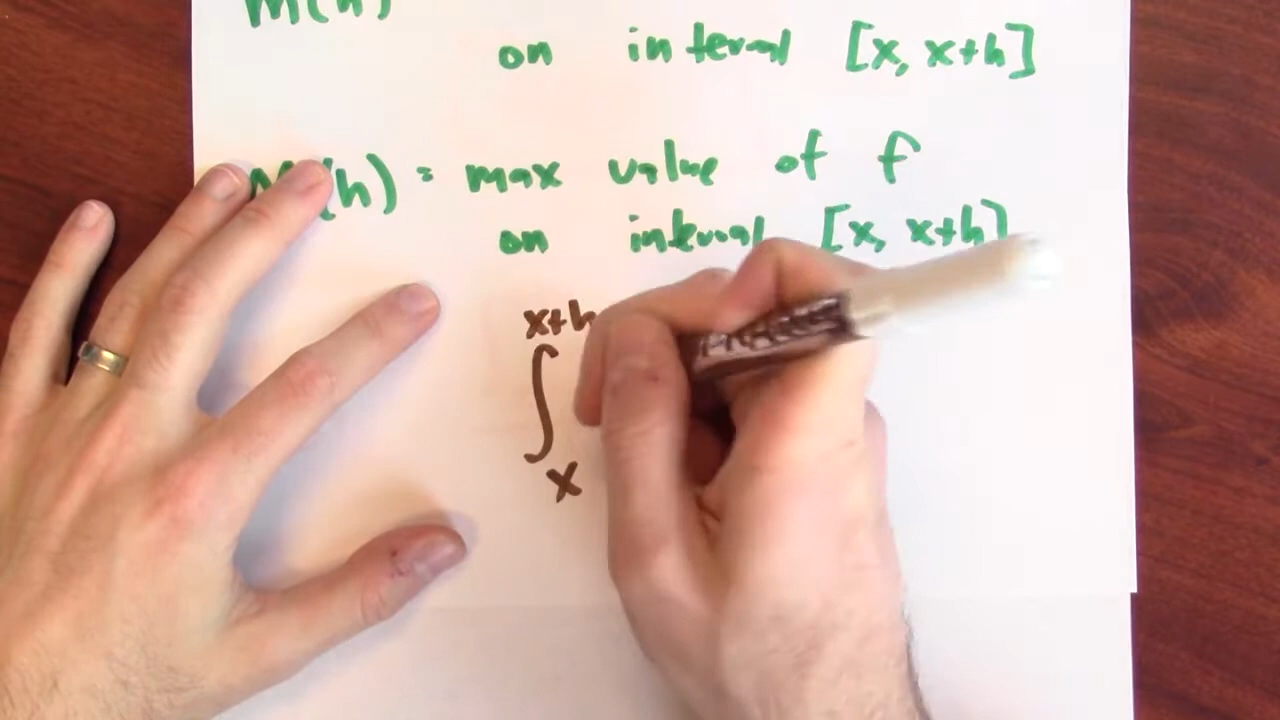 m(h)
on interval [x, x+h]
M(h) = max value of f
on interval [x, x+h]
x+h
∫
x